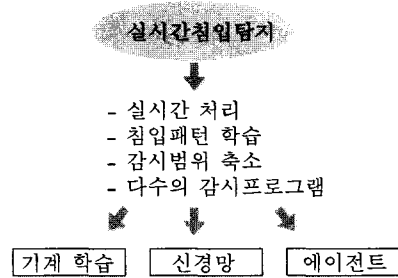 실시간침입탐지
- 실시간 처리
- 침입패턴 학습
- 감시범위 축소
- 다수의 감시프로그램
기계 학습 신경망 에이전트